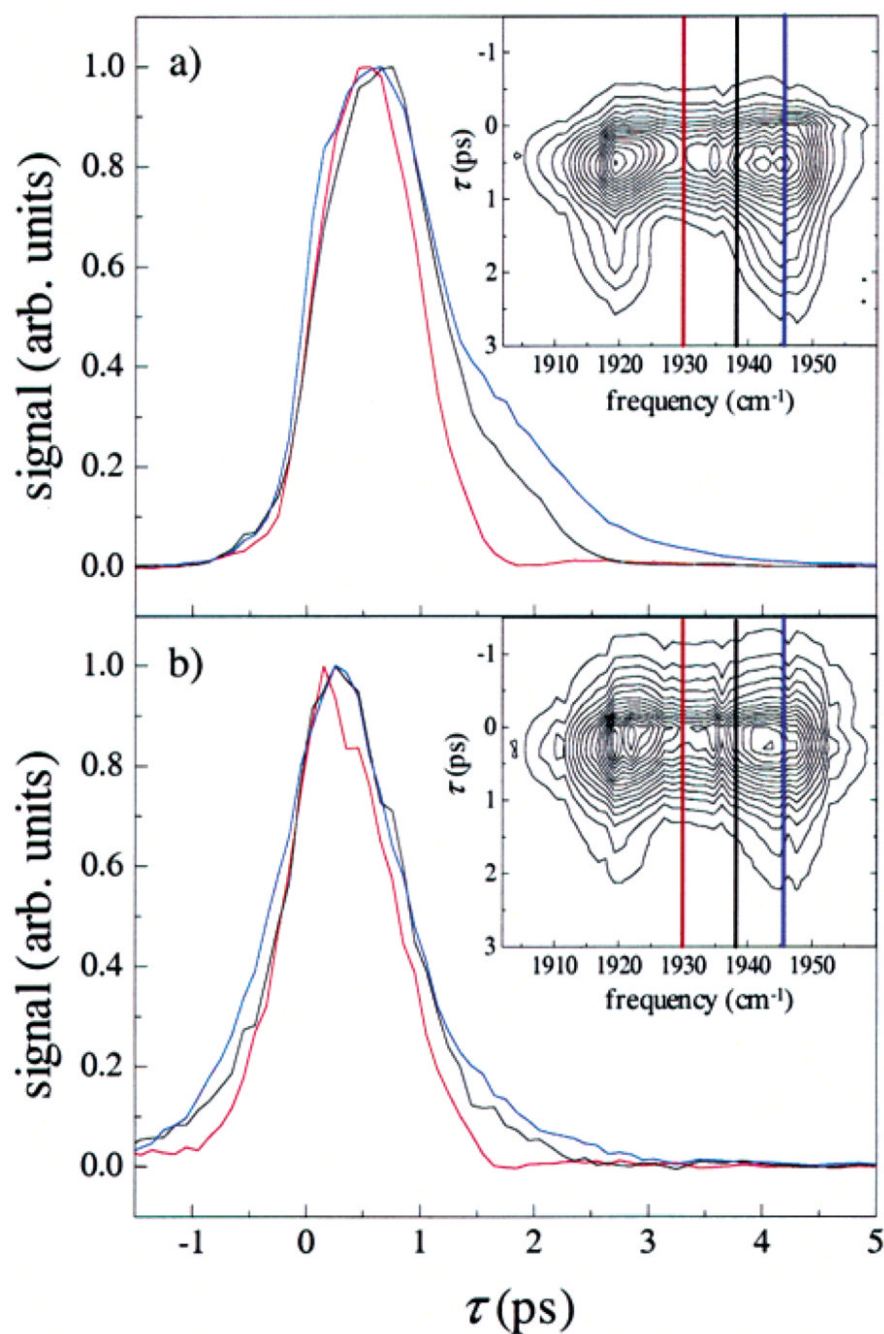 a)
signal (arb. units)
1.0
0.8
0.6
0.4
0.2
0.0
τ (ps)
-1
0
1
2
3
1910 1920 1930 1940 1950
frequency (cm⁻¹)
b)
signal (arb. units)
1.0
0.8
0.6
0.4
0.2
0.0
τ (ps)
-1
0
1
2
3
1910 1920 1930 1940 1950
frequency (cm⁻¹)
-1 0 1 2 3 4 5
τ (ps)